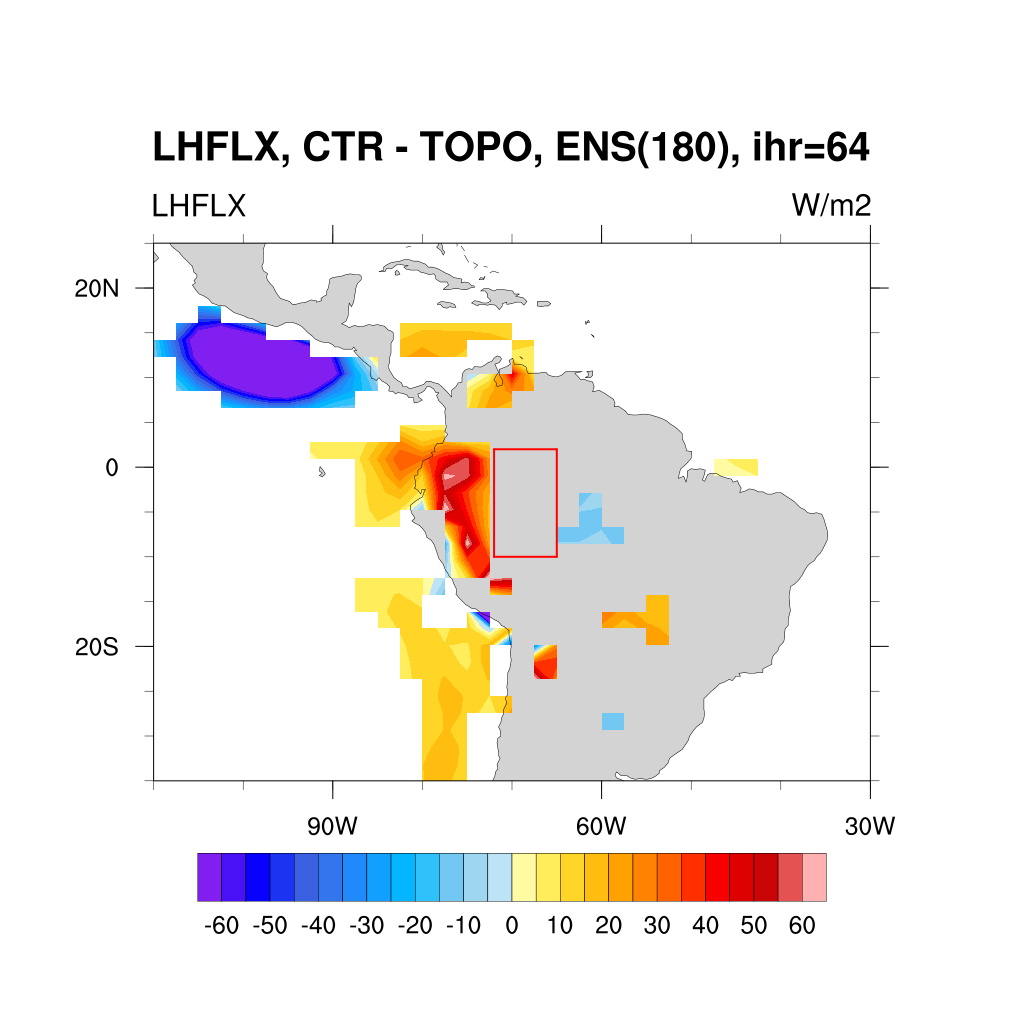 LHFLX, CTR - TOPO, ENS(180), ihr=64
LHFLX W/m2
20N
0
20S
90W 60W 30W
-60 -50 -40 -30 -20 -10 0 10 20 30 40 50 60